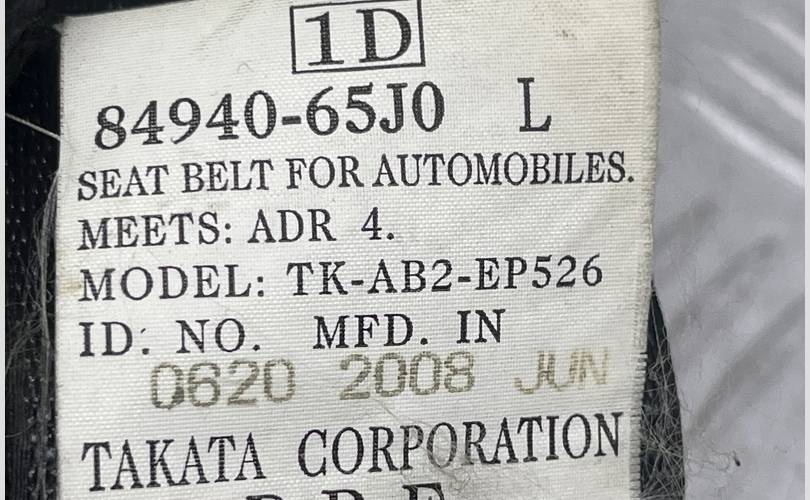 1D
84940-65J0 L
SEAT BELT FOR AUTOMOBILES.
MEETS: ADR 4.
MODEL: TK-AB2-EP526
ID: NO. MFD. IN
0620 2008 JUN
TAKATA CORPORATION